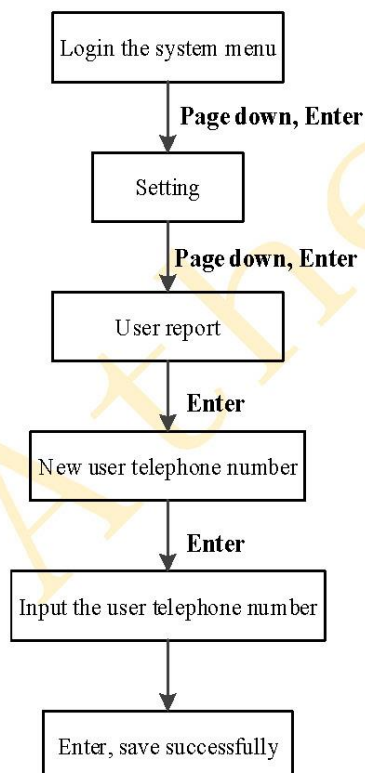 Login the system menu
Page down, Enter
Setting
Page down, Enter
User report
Enter
New user telephone number
Enter
Input the user telephone number
Enter, save successfully
Athe